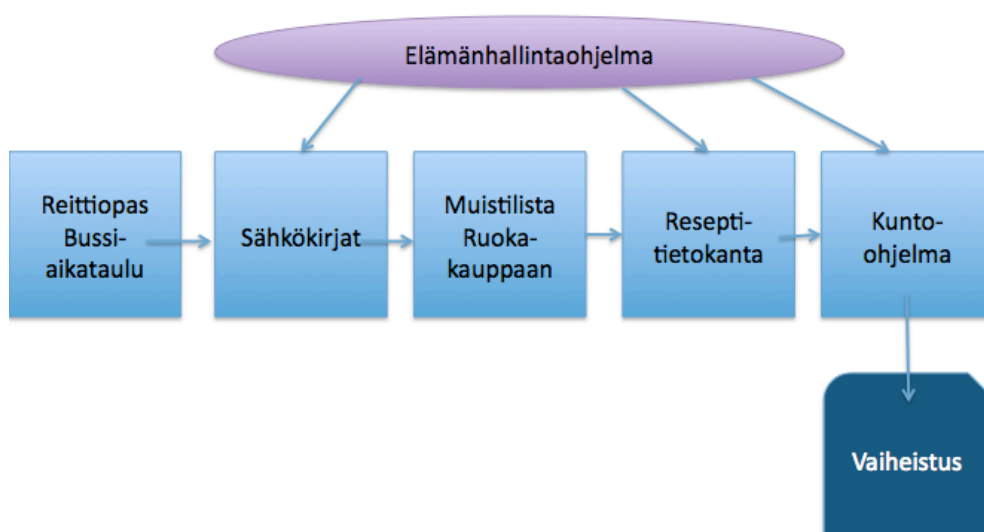 Elämänhallintaohjelma
Reittiopas
Bussi-
aikataulu
Sähkökirjat
Muistilista
Ruoka-
kauppaan
Resepti-
tietokanta
Kunto-
ohjelma
Vaiheistus